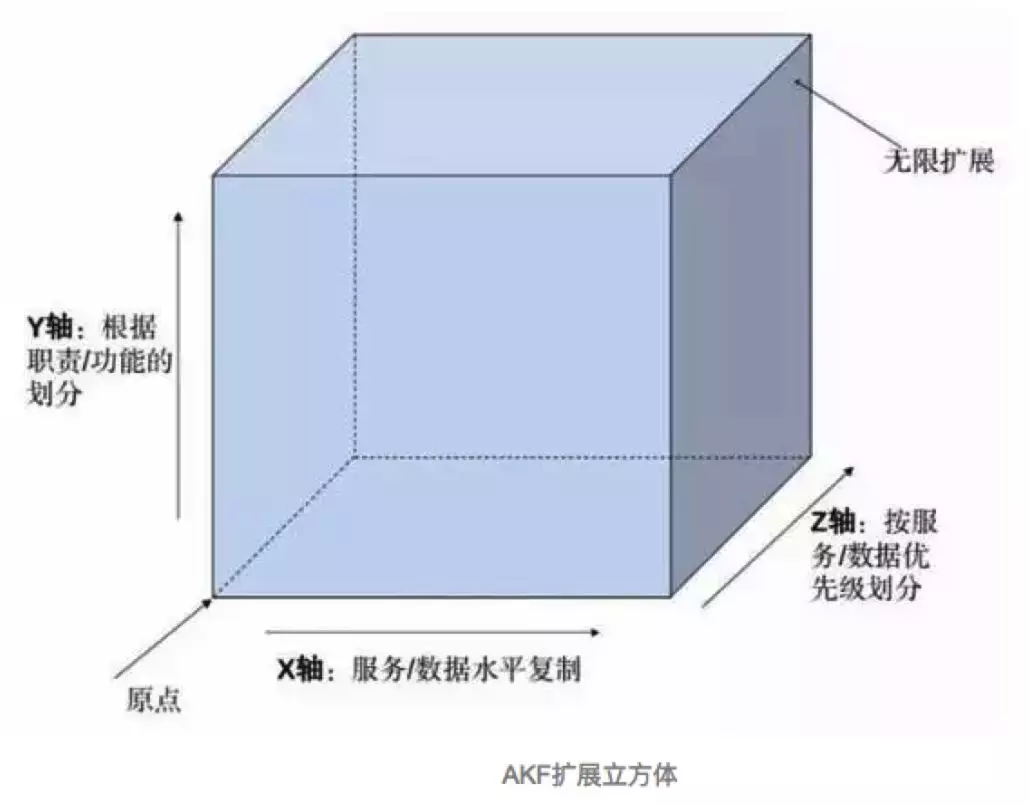 无限扩展
Y轴：根据
职责/功能的
划分
Z轴：按服
务/数据优
先级划分
X轴：服务/数据水平复制
原点
AKF扩展立方体